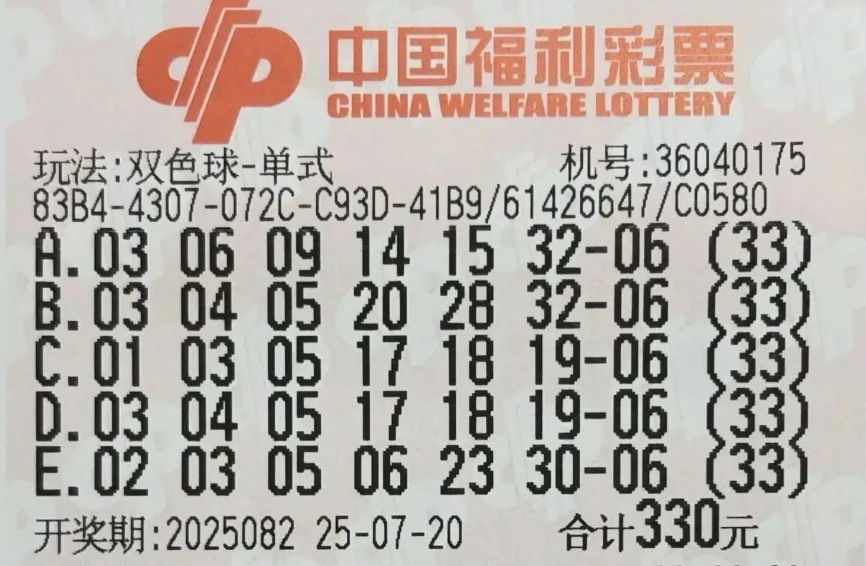 中国福利彩票
CHINA WELFARE LOTTERY
玩法:双色球-单式 机号:36040175
83B4-4307-072C-C93D-41B9/61426647/C0580
A.03 06 09 14 15 32-06 (33)
B.03 04 05 20 28 32-06 (33)
C.01 03 05 17 18 19-06 (33)
D.03 04 05 17 18 19-06 (33)
E.02 03 05 06 23 30-06 (33)
开奖期:2025082 25-07-20 合计330元